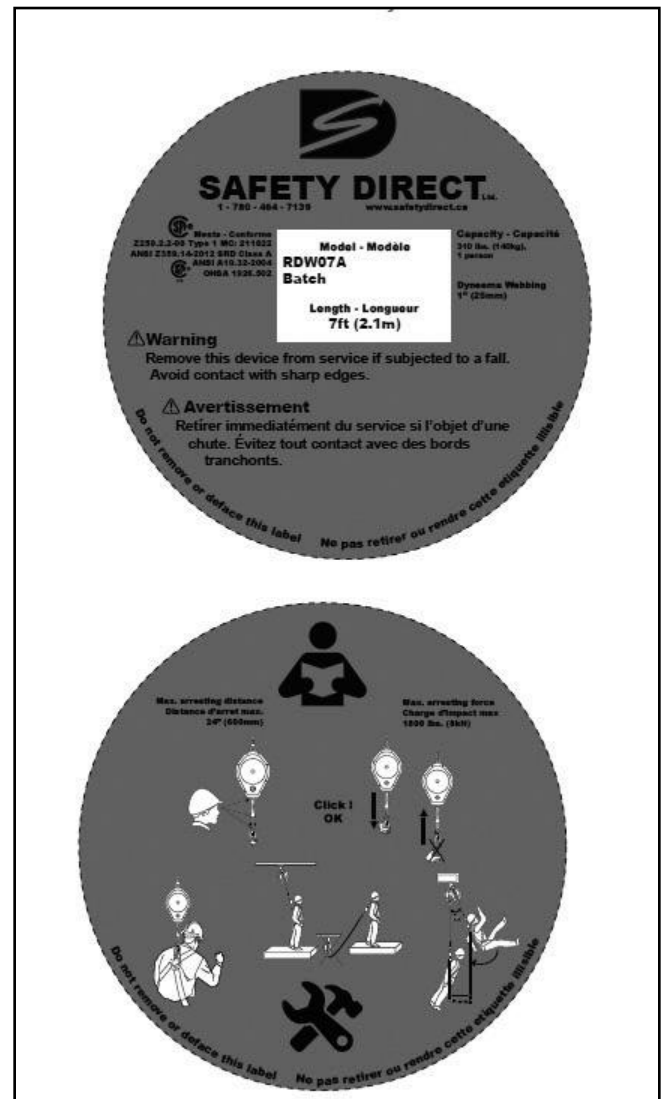 SAFETY DIRECT Ltd.
1 - 780 - 464 - 7139 www.safetydirect.ca
Meets - Conforme
Z259.2.2-98 Type 1 MC: 211022
ANSI Z359.14-2012 SRD Class A
ANSI A10.32-2004
OHSA 1926.502
Model - Modèle
RDW07A
Batch
Length - Longueur
7ft (2.1m)
Capacity - Capacité
310 lbs. (140kg),
1 person
Dyneema Webbing
1" (25mm)
Warning
Remove this device from service if subjected to a fall.
Avoid contact with sharp edges.
Avertissement
Retirer immediatément du service si l'objet d'une
chute. Évitez tout contact avec des bords
tranchonts.
Do not remove or deface this label Ne pas retirer ou rendre cette etiquette illisible
Max. arresting distance
Distance d'arret max.
24" (600mm)
Max. arresting force
Charge d'impact max
1800 lbs. (8kN)
Click !
OK
Do not remove or deface this label Ne pas retirer ou rendre cette etiquette illisible